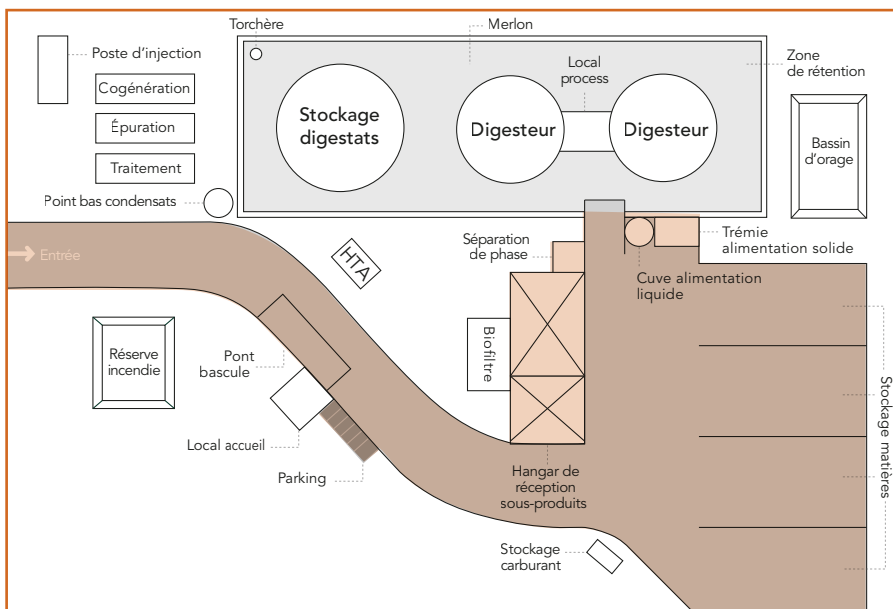 Torchère
Merlon
Poste d'injection
Local
process
Zone
de rétention
Cogénération
Stockage
digestats
Digesteur
Digesteur
Épuration
Bassin
d'orage
Traitement
Point bas condensats
Séparation
de phase
Trémie
alimentation solide
Entrée
HTA
Cuve alimentation
liquide
Réserve
incendie
Pont
bascule
Biofiltre
Stockage matières
Local accueil
Parking
Hangar de
réception
sous-produits
Stockage
carburant